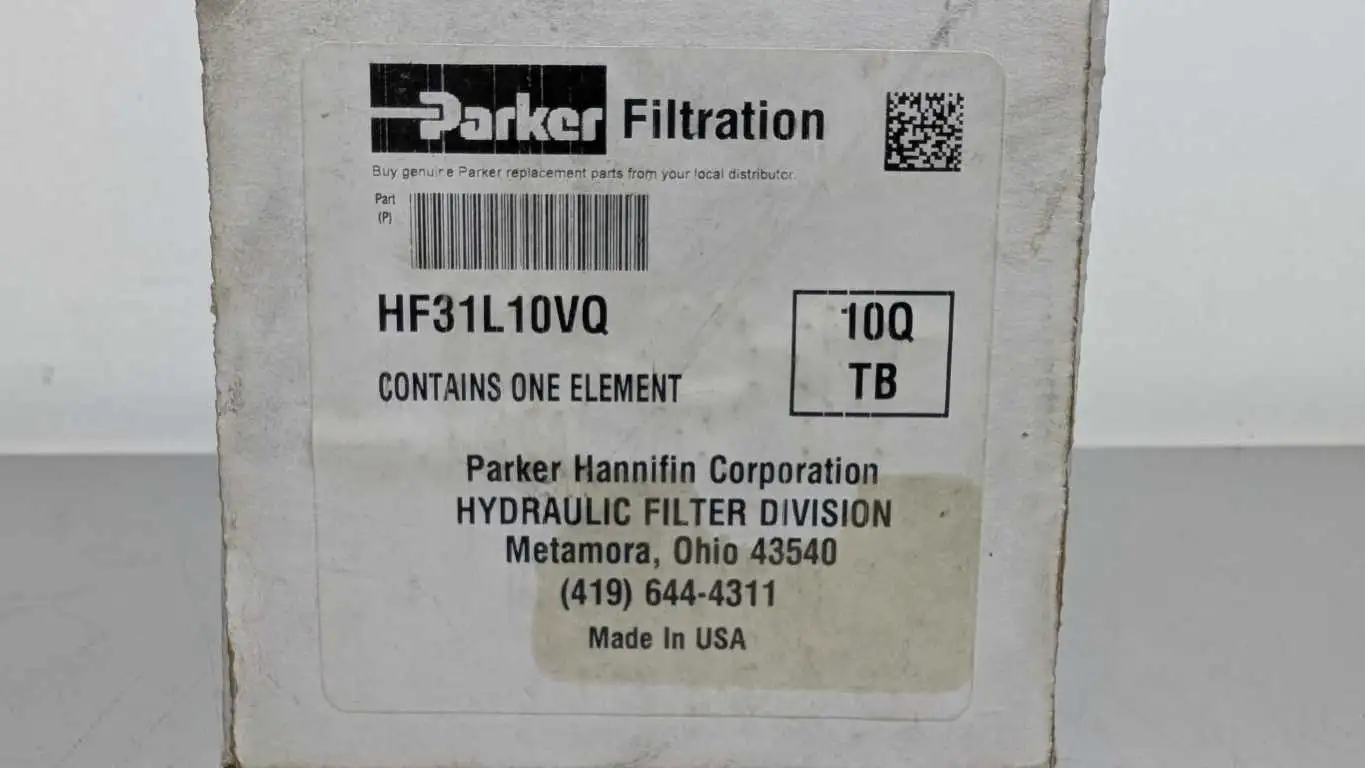 Parker Filtration
Buy genuine Parker replacement parts from your local distributor.
Part
(P)
HF31L10VQ
10Q
TB
CONTAINS ONE ELEMENT
Parker Hannifin Corporation
HYDRAULIC FILTER DIVISION
Metamora, Ohio 43540
(419) 644-4311
Made In USA